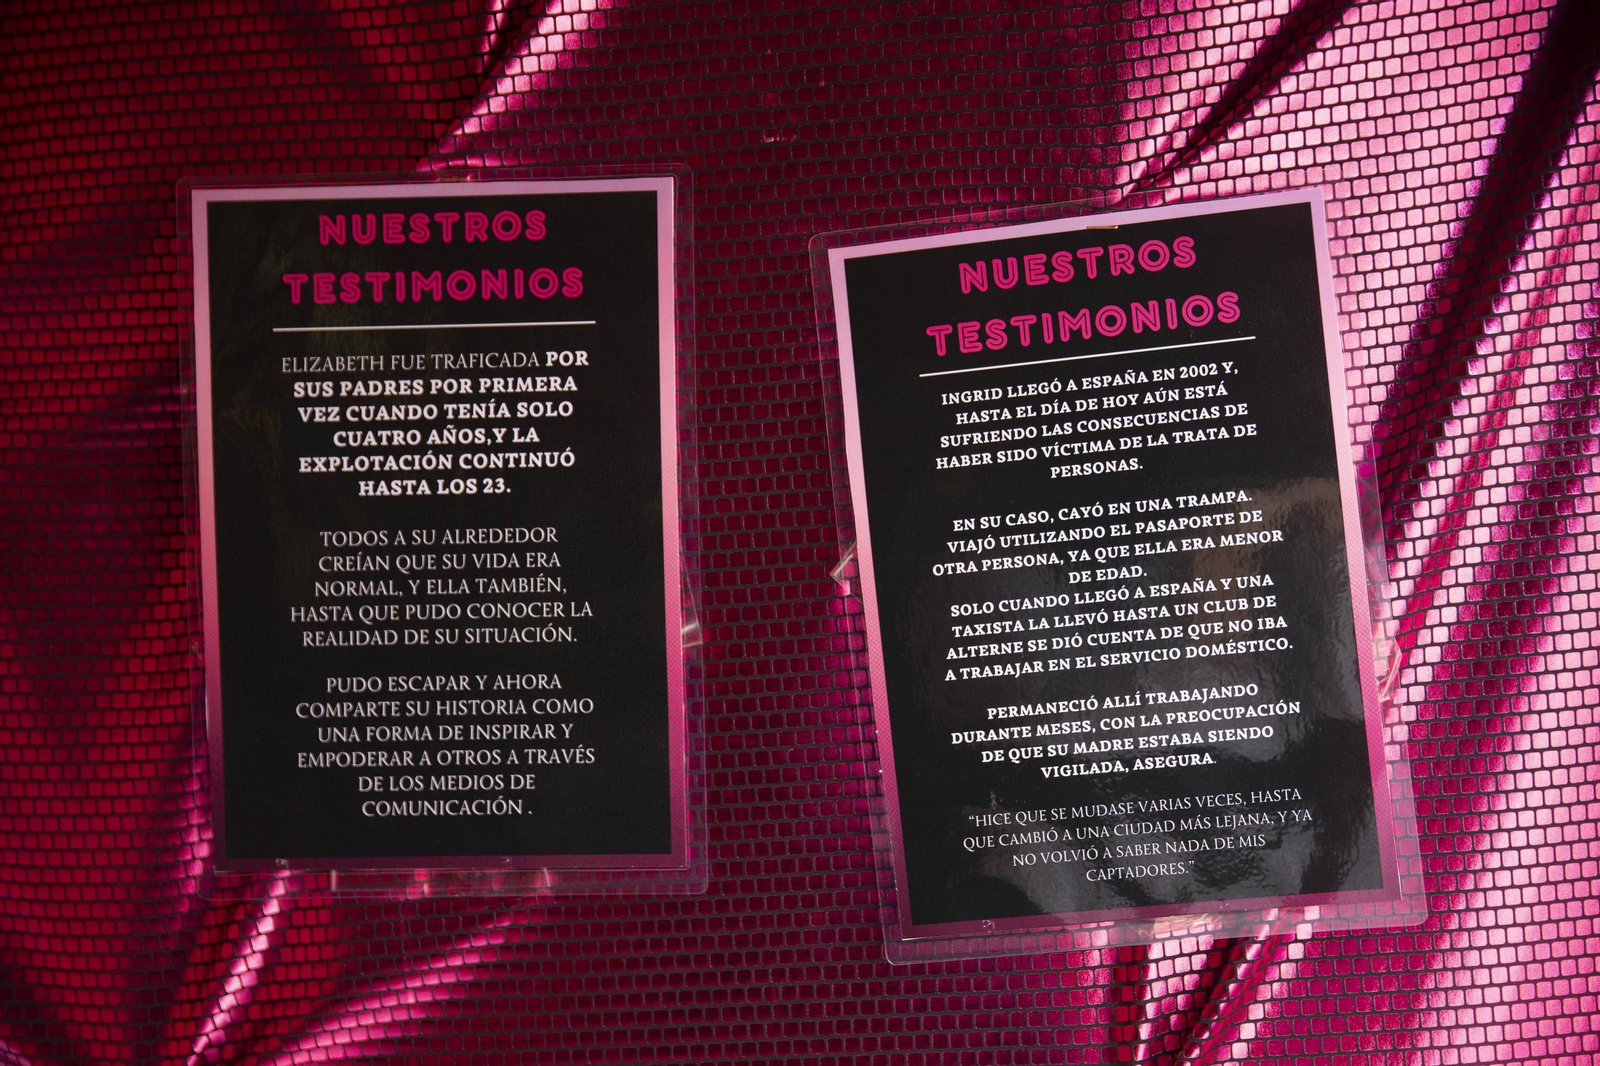 NUESTROS
TESTIMONIOS
ELIZABETH FUE TRAFICADA POR
SUS PADRES POR PRIMERA
VEZ CUANDO TENÍA SOLO
CUATRO AÑOS,Y LA
EXPLOTACIÓN CONTINUÓ
HASTA LOS 23.
TODOS A SU ALREDEDOR
CREÍAN QUE SU VIDA ERA
NORMAL, Y ELLA TAMBIÉN,
HASTA QUE PUDO CONOCER LA
REALIDAD DE SU SITUACIÓN.
PUDO ESCAPAR Y AHORA
COMPARTE SU HISTORIA COMO
UNA FORMA DE INSPIRAR Y
EMPODERAR A OTROS A TRAVÉS
DE LOS MEDIOS DE
COMUNICACIÓN .
NUESTROS
TESTIMONIOS
INGRID LLEGÓ A ESPAÑA EN 2002 Y,
HASTA EL DÍA DE HOY AÚN ESTÁ
SUFRIENDO LAS CONSECUENCIAS DE
HABER SIDO VÍCTIMA DE LA TRATA DE
PERSONAS.
EN SU CASO, CAYÓ EN UNA TRAMPA.
VIAJÓ UTILIZANDO EL PASAPORTE DE
OTRA PERSONA, YA QUE ELLA ERA MENOR
DE EDAD.
SOLO CUANDO LLEGÓ A ESPAÑA Y UNA
TAXISTA LA LLEVÓ HASTA UN CLUB DE
ALTERNE SE DIÓ CUENTA DE QUE NO IBA
A TRABAJAR EN EL SERVICIO DOMÉSTICO.
PERMANECIÓ ALLÍ TRABAJANDO
DURANTE MESES, CON LA PREOCUPACIÓN
DE QUE SU MADRE ESTABA SIENDO
VIGILADA, ASEGURA.
“HICE QUE SE MUDASE VARIAS VECES, HASTA
QUE CAMBIÓ A UNA CIUDAD MÁS LEJANA, Y YA
NO VOLVIÓ A SABER NADA DE MIS
CAPTADORES.”